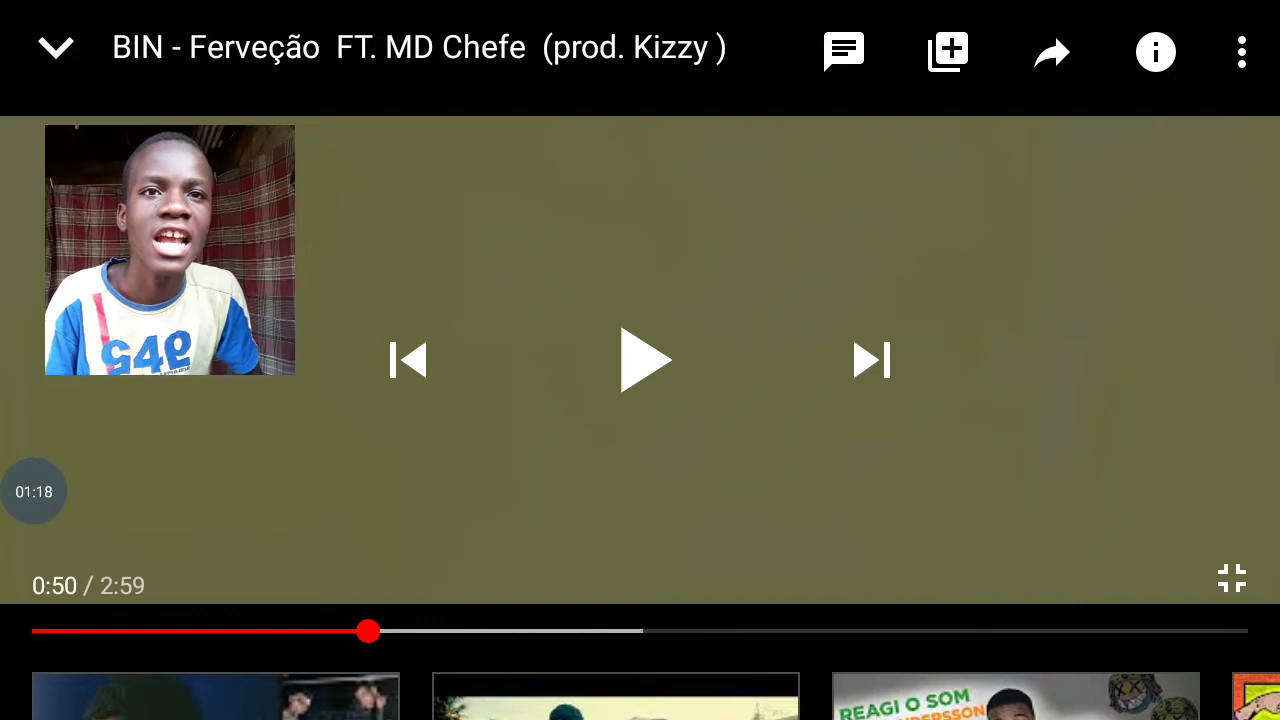 BIN - Ferveção FT. MD Chefe (prod. Kizzy )
01:18
0:50 / 2:59
REAGI O SOM